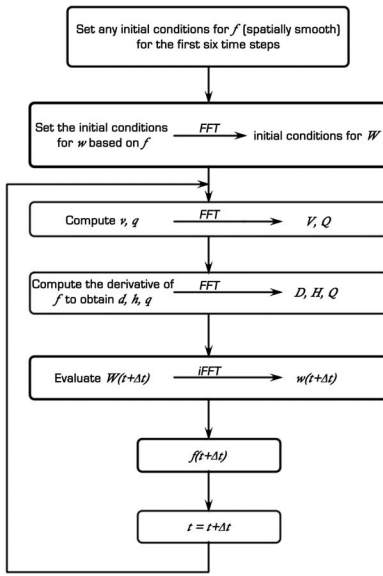 Set any initial conditions for f (spatially smooth)
for the first six time steps
Set the initial conditions
for w based on f
FFT
initial conditions for W
Compute v, q
FFT
V, Q
Compute the derivative of
f to obtain d, h, q
FFT
D, H, Q
Evaluate W(t+Δt)
iFFT
w(t+Δt)
f(t+Δt)
t = t+Δt